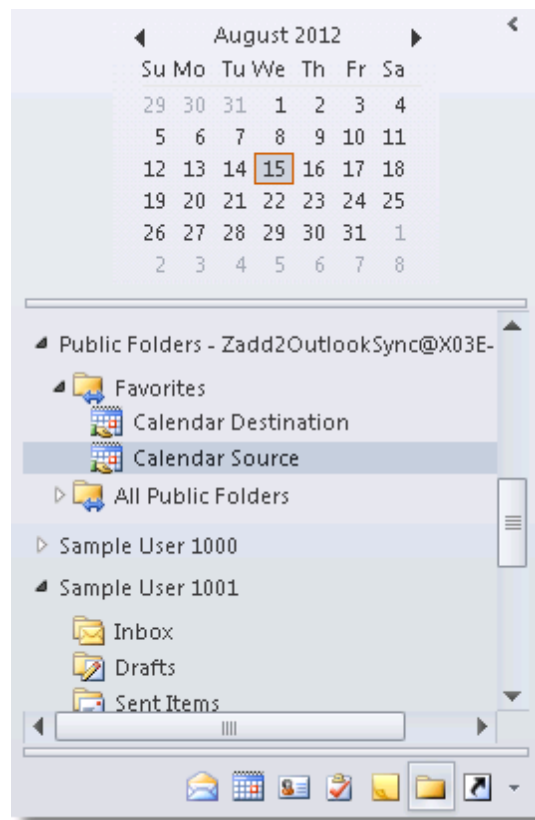 August 2012
Su Mo Tu We Th Fr Sa
29 30 31 1 2 3 4
5 6 7 8 9 10 11
12 13 14 15 16 17 18
19 20 21 22 23 24 25
26 27 28 29 30 31 1
2 3 4 5 6 7 8
Public Folders - Zadd2OutlookSync@X03E-
Favorites
Calendar Destination
Calendar Source
All Public Folders
Sample User 1000
Sample User 1001
Inbox
Drafts
Sent Items